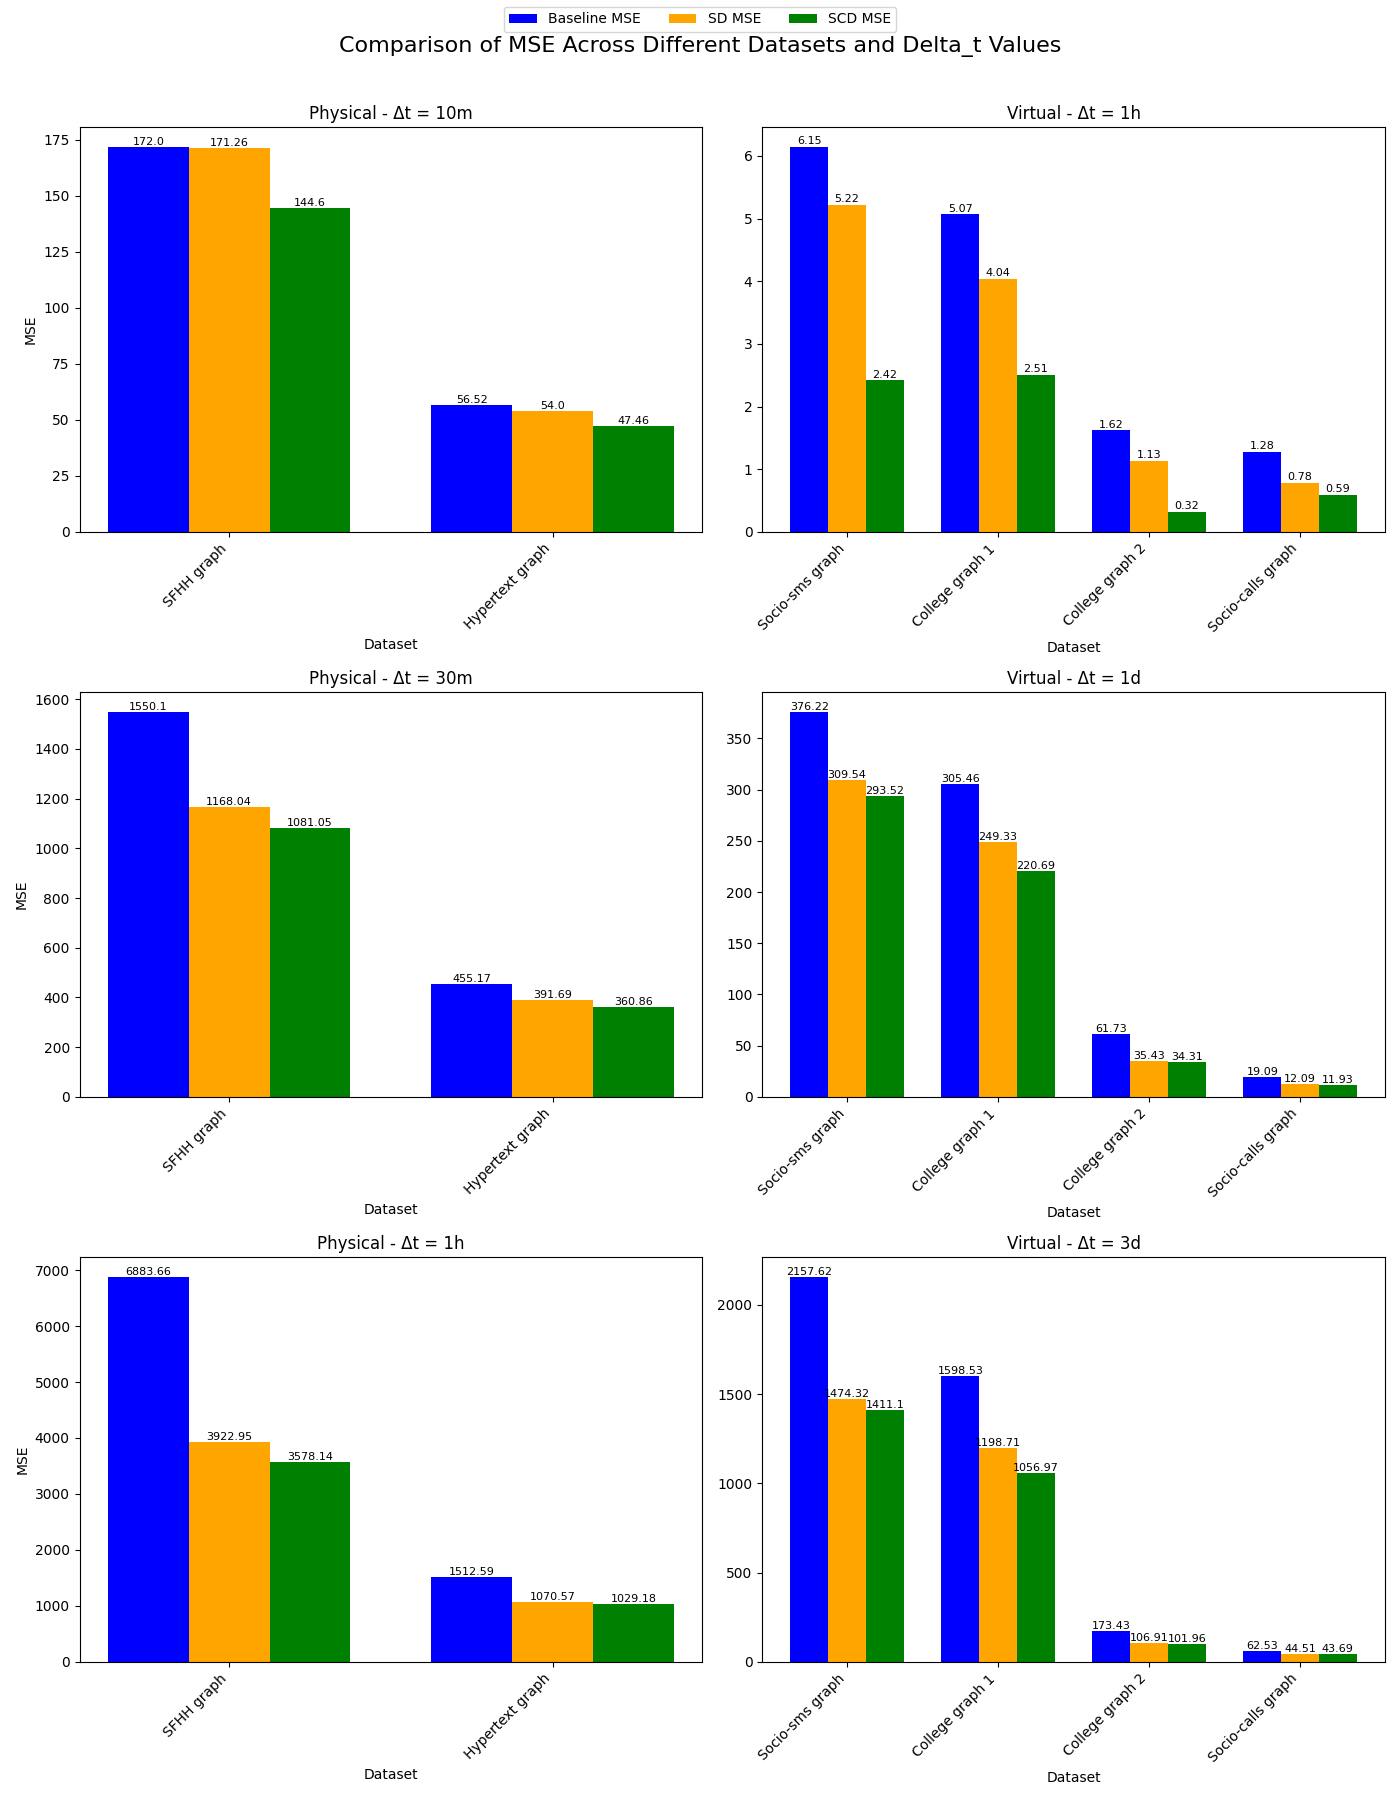 Baseline MSE SD MSE SCD MSE
Comparison of MSE Across Different Datasets and Delta_t Values
Physical - Δt = 10m
MSE
175
150
125
100
75
50
25
0
172.0
171.26
144.6
56.52
54.0
47.46
SFHH graph
Hypertext graph
Dataset
Virtual - Δt = 1h
6
5
4
3
2
1
0
6.15
5.22
2.42
5.07
4.04
2.51
1.62
1.13
0.32
1.28
0.78
0.59
Socio-sms graph
College graph 1
College graph 2
Socio-calls graph
Dataset
Physical - Δt = 30m
MSE
1600
1400
1200
1000
800
600
400
200
0
1550.1
1168.04
1081.05
455.17
391.69
360.86
SFHH graph
Hypertext graph
Dataset
Virtual - Δt = 1d
350
300
250
200
150
100
50
0
376.22
309.54
293.52
305.46
249.33
220.69
61.73
35.43
34.31
19.09
12.09
11.93
Socio-sms graph
College graph 1
College graph 2
Socio-calls graph
Dataset
Physical - Δt = 1h
MSE
7000
6000
5000
4000
3000
2000
1000
0
6883.66
3922.95
3578.14
1512.59
1070.57
1029.18
SFHH graph
Hypertext graph
Dataset
Virtual - Δt = 3d
2000
1500
1000
500
0
2157.62
1474.32
1411.1
1598.53
1198.71
1056.97
173.43
106.91
101.96
62.53
44.51
43.69
Socio-sms graph
College graph 1
College graph 2
Socio-calls graph
Dataset